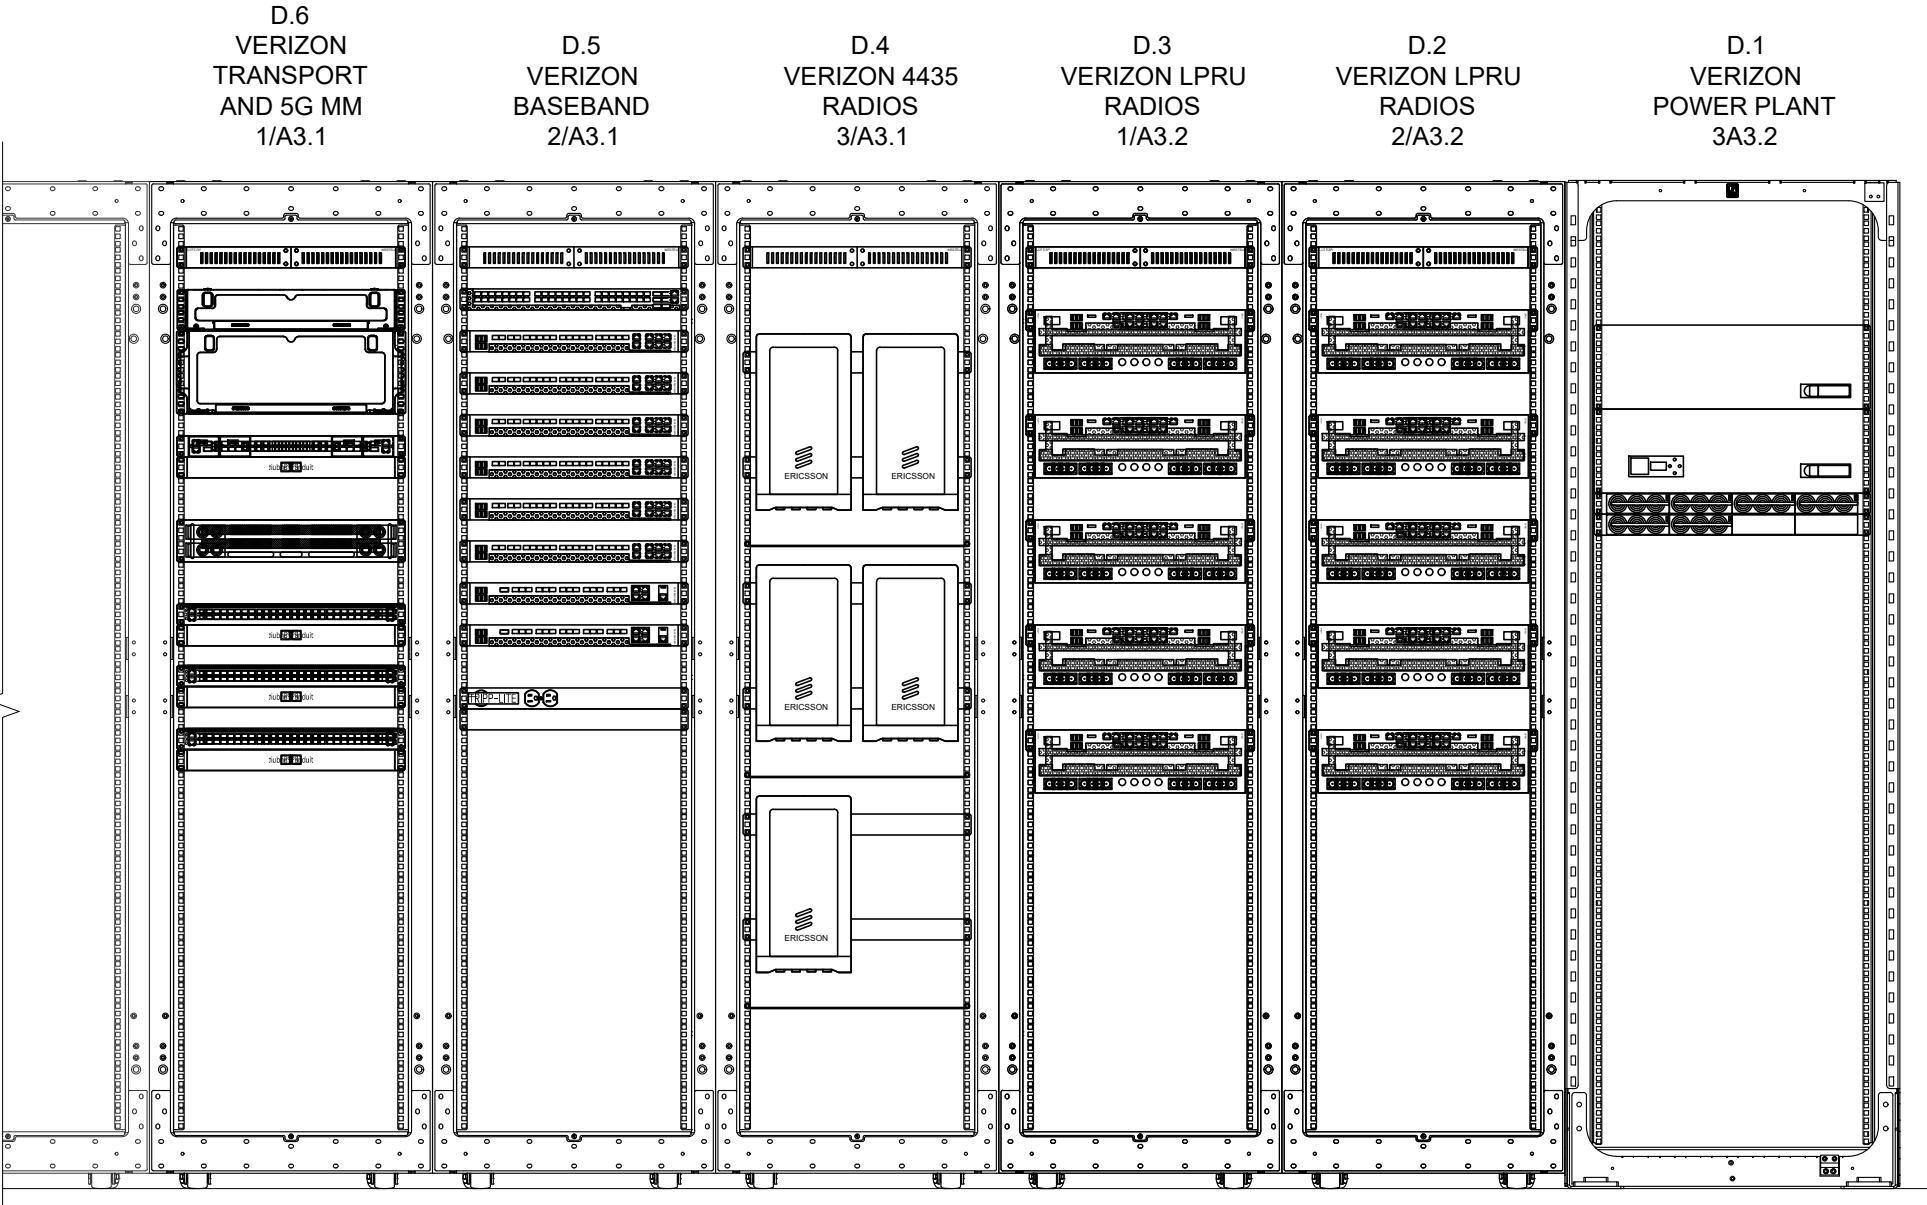 D.6
VERIZON
TRANSPORT
AND 5G MM
1/A3.1
D.5
VERIZON
BASEBAND
2/A3.1
D.4
VERIZON 4435
RADIOS
3/A3.1
D.3
VERIZON LPRU
RADIOS
1/A3.2
D.2
VERIZON LPRU
RADIOS
2/A3.2
D.1
VERIZON
POWER PLANT
3A3.2
ERICSSON
ERICSSON
ERICSSON
ERICSSON
TRIPP-LITE
ERICSSON